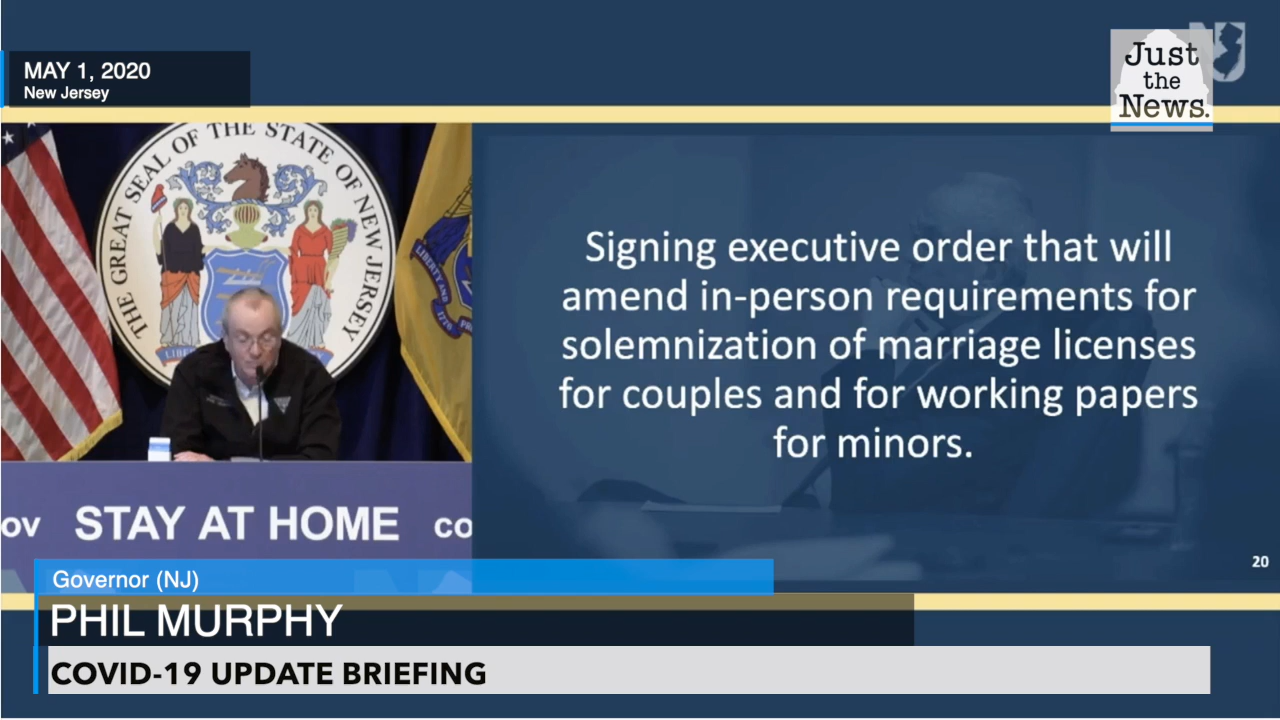 MAY 1, 2020
New Jersey
Just
the
News.
THE GREAT SEAL OF THE STATE OF NEW JERSEY
LIBERTY AND
1776
Signing executive order that will
amend in-person requirements for
solemnization of marriage licenses
for couples and for working papers
for minors.
ov STAY AT HOME co
20
Governor (NJ)
PHIL MURPHY
COVID-19 UPDATE BRIEFING